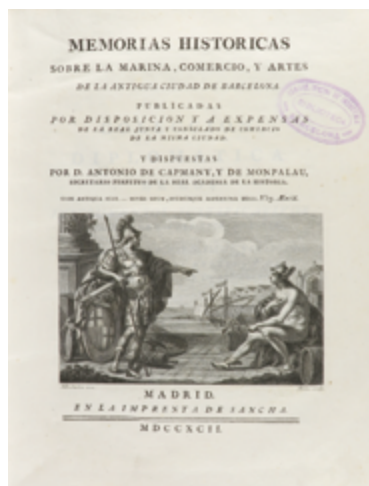 MEMORIAS HISTORICAS
SOBRE LA MARINA, COMERCIO, Y ARTES
DE LA ANTIGUA CIUDAD DE BARCELONA
PUBLICADAS
POR DISPOSICION Y A EXPENSAS
DE LA REAL JUNTA Y CONSULADO DE COMERCIO
DE LA MISMA CIUDAD.
Y DISPUESTAS
POR D. ANTONIO DE CAPMANY, Y DE MONPALAU,
SECRETARIO PERPETUO DE LA REAL ACADEMIA DE LA HISTORIA.
MADRID.
EN LA IMPRENTA DE SANCHA.
MDCCXCII.